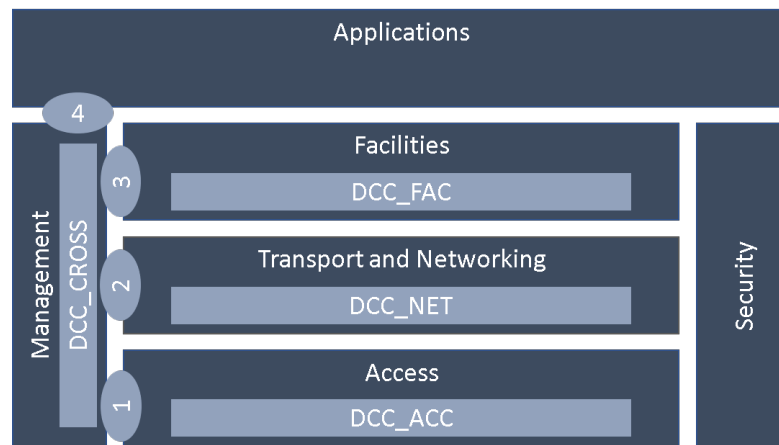 Applications
4
Management
DCC_CROSS
3
Facilities
DCC_FAC
2
Transport and Networking
DCC_NET
1
Access
DCC_ACC
Security